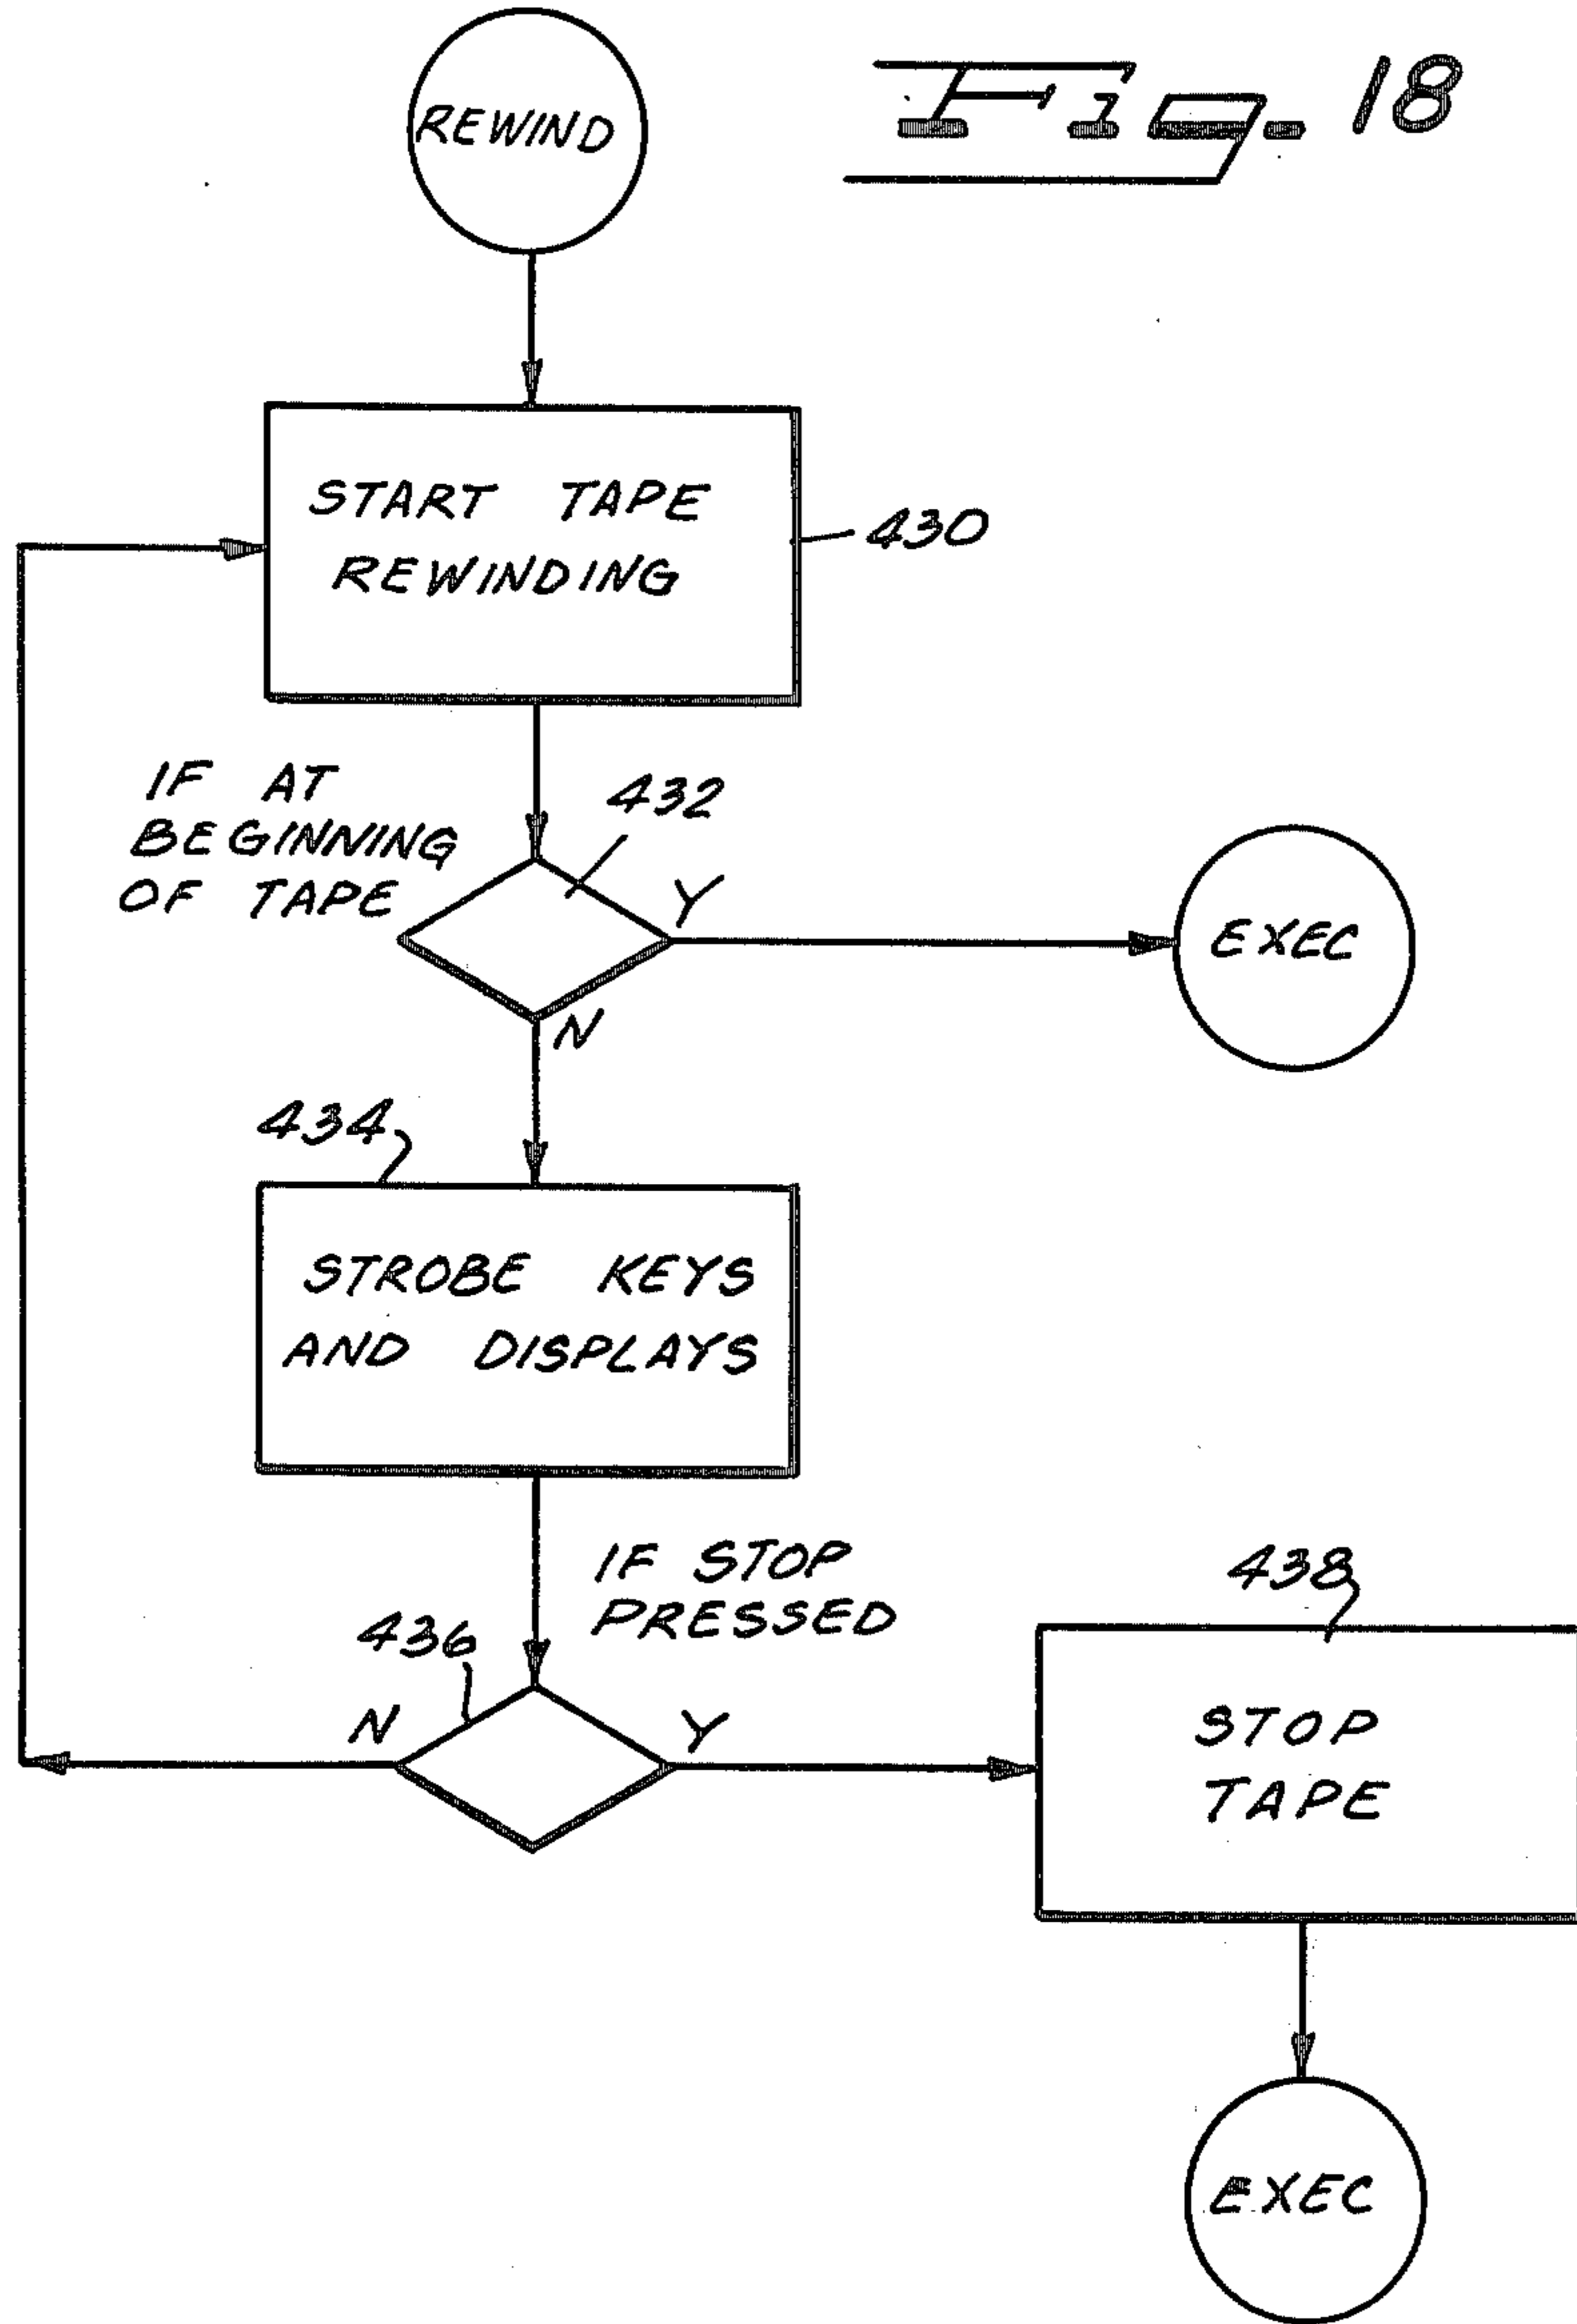 Fig. 18
REWIND
START TAPE
REWINDING
430
IF AT
BEGINNING
OF TAPE
432
Y
EXEC
N
434
STROBE KEYS
AND DISPLAYS
IF STOP
PRESSED
436
N
Y
438
STOP
TAPE
EXEC